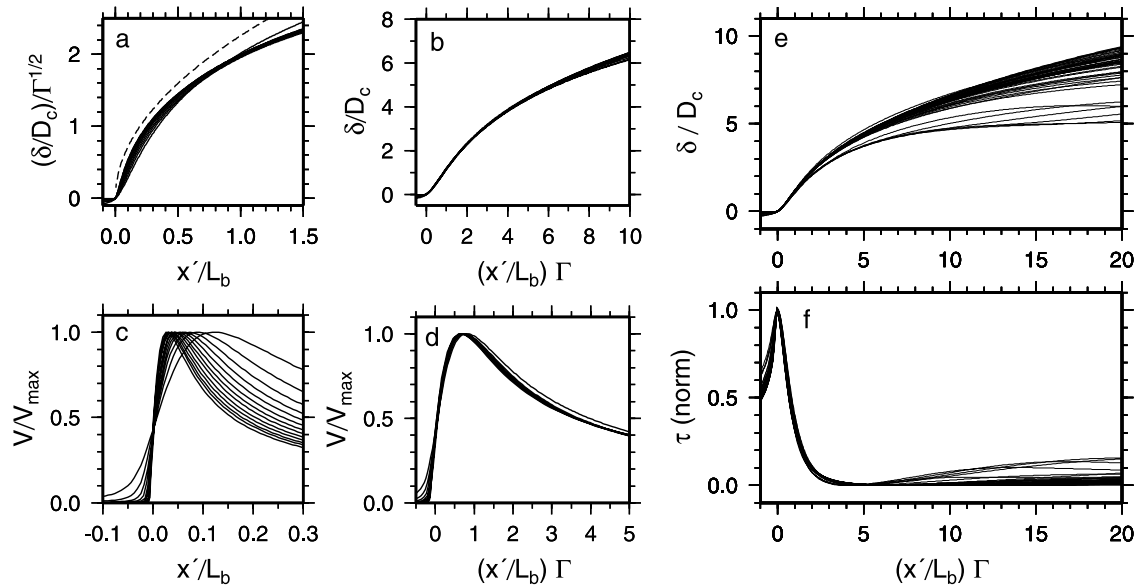 a
(δ/D_c)/Γ^1/2
2
1
0
0.0 0.5 1.0 1.5
x´/L_b
b
δ/D_c
8
6
4
2
0
0 2 4 6 8 10
(x´/L_b) Γ
e
δ / D_c
10
5
0
0 5 10 15 20
c
V/V_max
1.0
0.5
0.0
-0.1 0.0 0.1 0.2 0.3
x´/L_b
d
V/V_max
1.0
0.5
0.0
0 1 2 3 4 5
(x´/L_b) Γ
f
τ (norm)
1.0
0.5
0.0
0 5 10 15 20
(x´/L_b) Γ